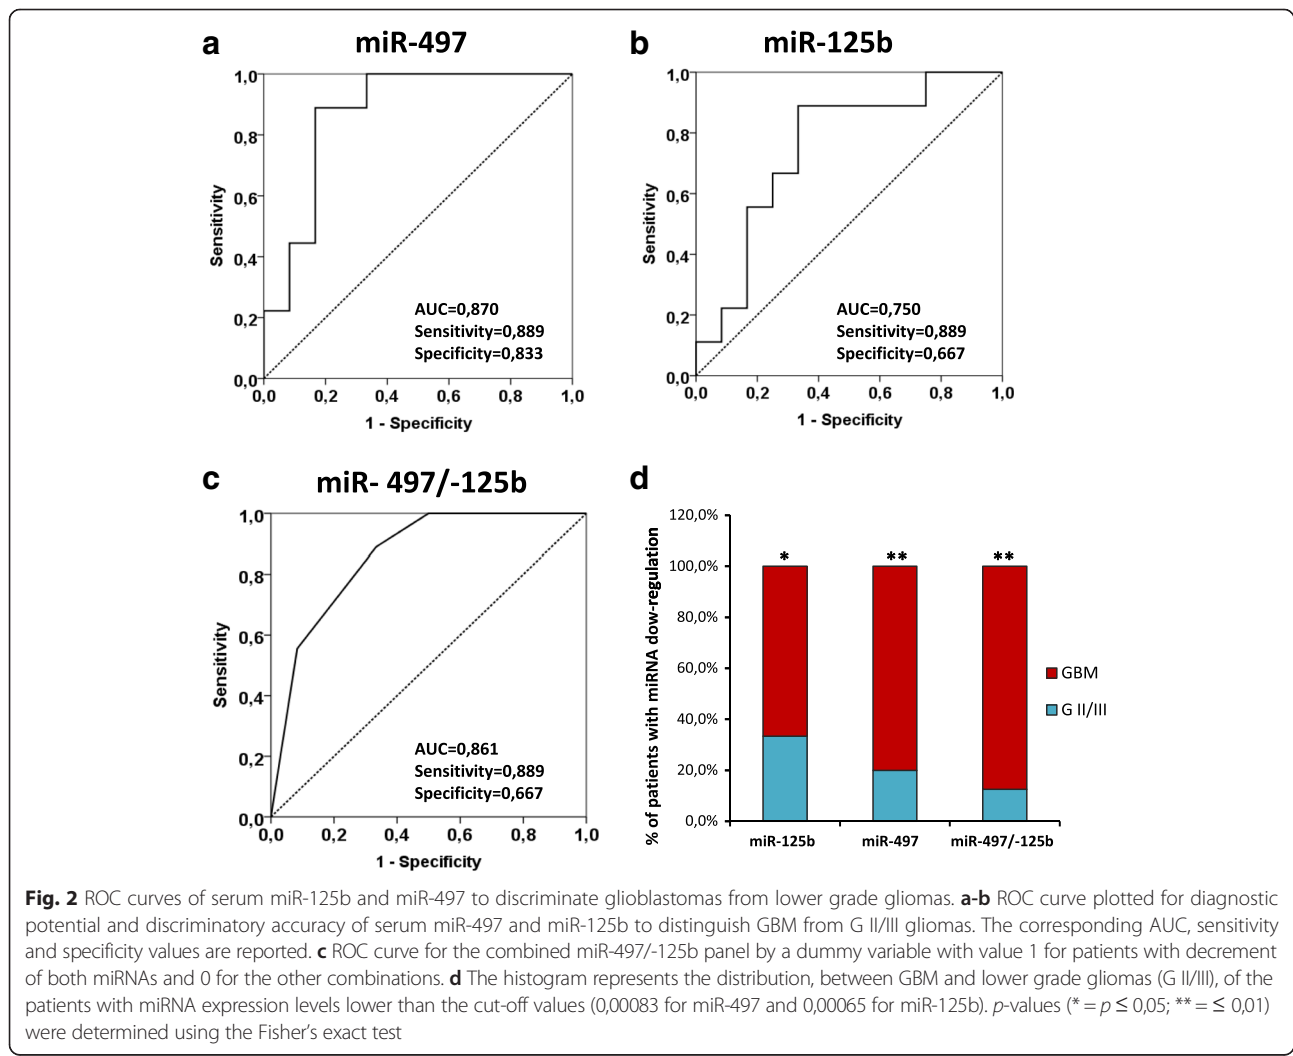 a
miR-497
1,0
0,8
0,6
0,4
0,2
0,0
Sensitivity
AUC=0,870
Sensitivity=0,889
Specificity=0,833
0,0 0,2 0,4 0,6 0,8 1,0
1 - Specificity
b
miR-125b
1,0
0,8
0,6
0,4
0,2
0,0
Sensitivity
AUC=0,750
Sensitivity=0,889
Specificity=0,667
0,0 0,2 0,4 0,6 0,8 1,0
1 - Specificity
c
miR- 497/-125b
1,0
0,8
0,6
0,4
0,2
0,0
Sensitivity
AUC=0,861
Sensitivity=0,889
Specificity=0,667
0,0 0,2 0,4 0,6 0,8 1,0
1 - Specificity
d
% of patients with miRNA dow-regulation
120,0%
100,0%
80,0%
60,0%
40,0%
20,0%
0,0%
* ** **
miR-125b miR-497 miR-497/-125b
GBM
G II/III
Fig. 2 ROC curves of serum miR-125b and miR-497 to discriminate glioblastomas from lower grade gliomas. a-b ROC curve plotted for diagnostic
potential and discriminatory accuracy of serum miR-497 and miR-125b to distinguish GBM from G II/III gliomas. The corresponding AUC, sensitivity
and specificity values are reported. c ROC curve for the combined miR-497/-125b panel by a dummy variable with value 1 for patients with decrement
of both miRNAs and 0 for the other combinations. d The histogram represents the distribution, between GBM and lower grade gliomas (G II/III), of the
patients with miRNA expression levels lower than the cut-off values (0,00083 for miR-497 and 0,00065 for miR-125b). p-values (* = p ≤ 0,05; ** = ≤ 0,01)
were determined using the Fisher's exact test